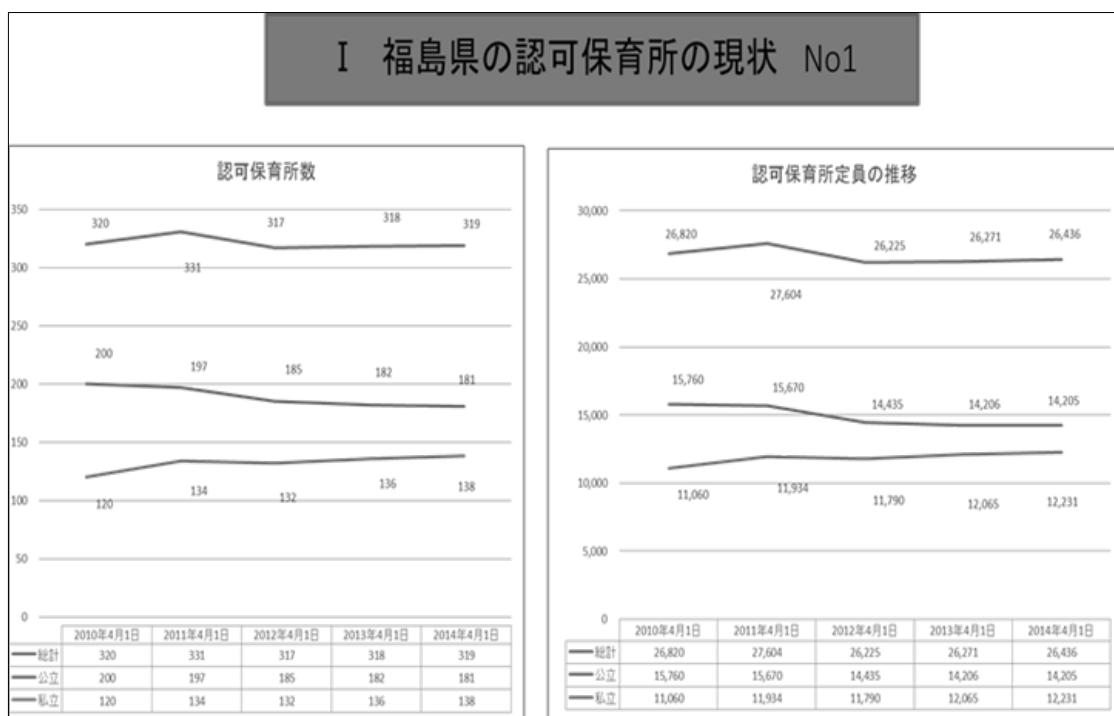 I 福島県の認可保育所の現状 No1
認可保育所数
350
300
250
200
150
100
50
0
320 331 317 318 319
200 197 185 182 181
120 134 132 136 138
2010年4月1日 2011年4月1日 2012年4月1日 2013年4月1日 2014年4月1日
総計 320 331 317 318 319
公立 200 197 185 182 181
私立 120 134 132 136 138
認可保育所定員の推移
30,000
25,000
20,000
15,000
10,000
5,000
0
26,820 27,604 26,225 26,271 26,436
15,760 15,670 14,435 14,206 14,205
11,060 11,934 11,790 12,065 12,231
2010年4月1日 2011年4月1日 2012年4月1日 2013年4月1日 2014年4月1日
総計 26,820 27,604 26,225 26,271 26,436
公立 15,760 15,670 14,435 14,206 14,205
私立 11,060 11,934 11,790 12,065 12,231